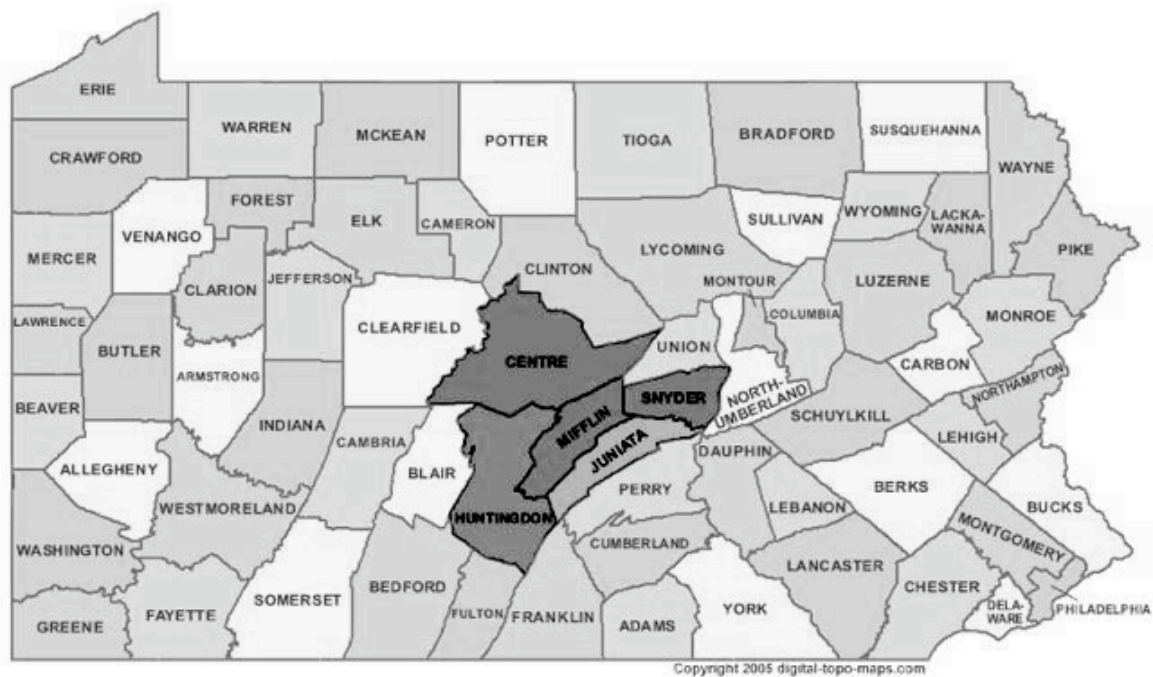 ERIE
WARREN
MCKEAN
POTTER
TIOGA
BRADFORD
SUSQUEHANNA
CRAWFORD
WAYNE
FOREST
ELK
CAMERON
SULLIVAN
WYOMING
LACKA-
WANNA
VENANGO
LYCOMING
PIKE
MERCER
CLARION
JEFFERSON
CLINTON
MONTOUR
LUZERNE
LAWRENCE
CLEARFIELD
COLUMBIA
MONROE
BUTLER
CENTRE
UNION
CARBON
ARMSTRONG
NORTHAMPTON
BEAVER
INDIANA
CAMBRIA
MIFFLIN
SNYDER
NORTH-
UMBERLAND
SCHUYLKILL
LEHIGH
ALLEGHENY
BLAIR
JUNIATA
DAUPHIN
WESTMORELAND
HUNTINGDON
PERRY
LEBANON
BERKS
BUCKS
WASHINGTON
CUMBERLAND
MONTGOMERY
BEDFORD
LANCASTER
CHESTER
GREENE
FAYETTE
SOMERSET
FULTON
FRANKLIN
ADAMS
YORK
DELA-
WARE
PHILADELPHIA
Copyright 2005 digital-topo-maps.com